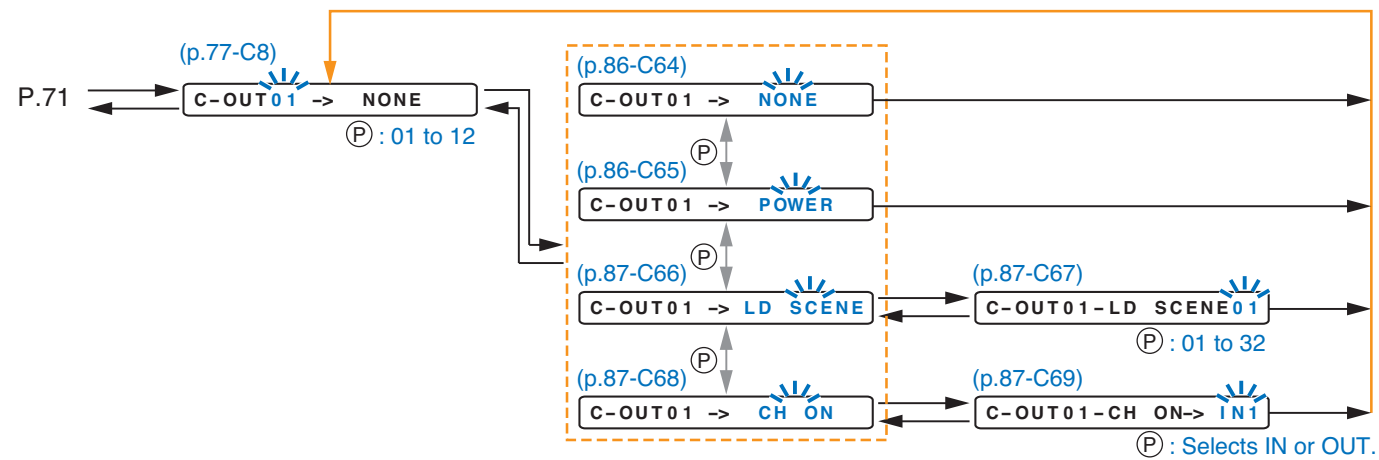 (p.77-C8)
P.71
C-OUT01 -> NONE
Ⓟ : 01 to 12
(p.86-C64)
C-OUT01 -> NONE
Ⓟ
(p.86-C65)
C-OUT01 -> POWER
Ⓟ
(p.87-C66)
C-OUT01 -> LD SCENE
(p.87-C67)
C-OUT01-LD SCENE01
Ⓟ : 01 to 32
Ⓟ
(p.87-C68)
C-OUT01 -> CH ON
(p.87-C69)
C-OUT01-CH ON-> IN1
Ⓟ : Selects IN or OUT.